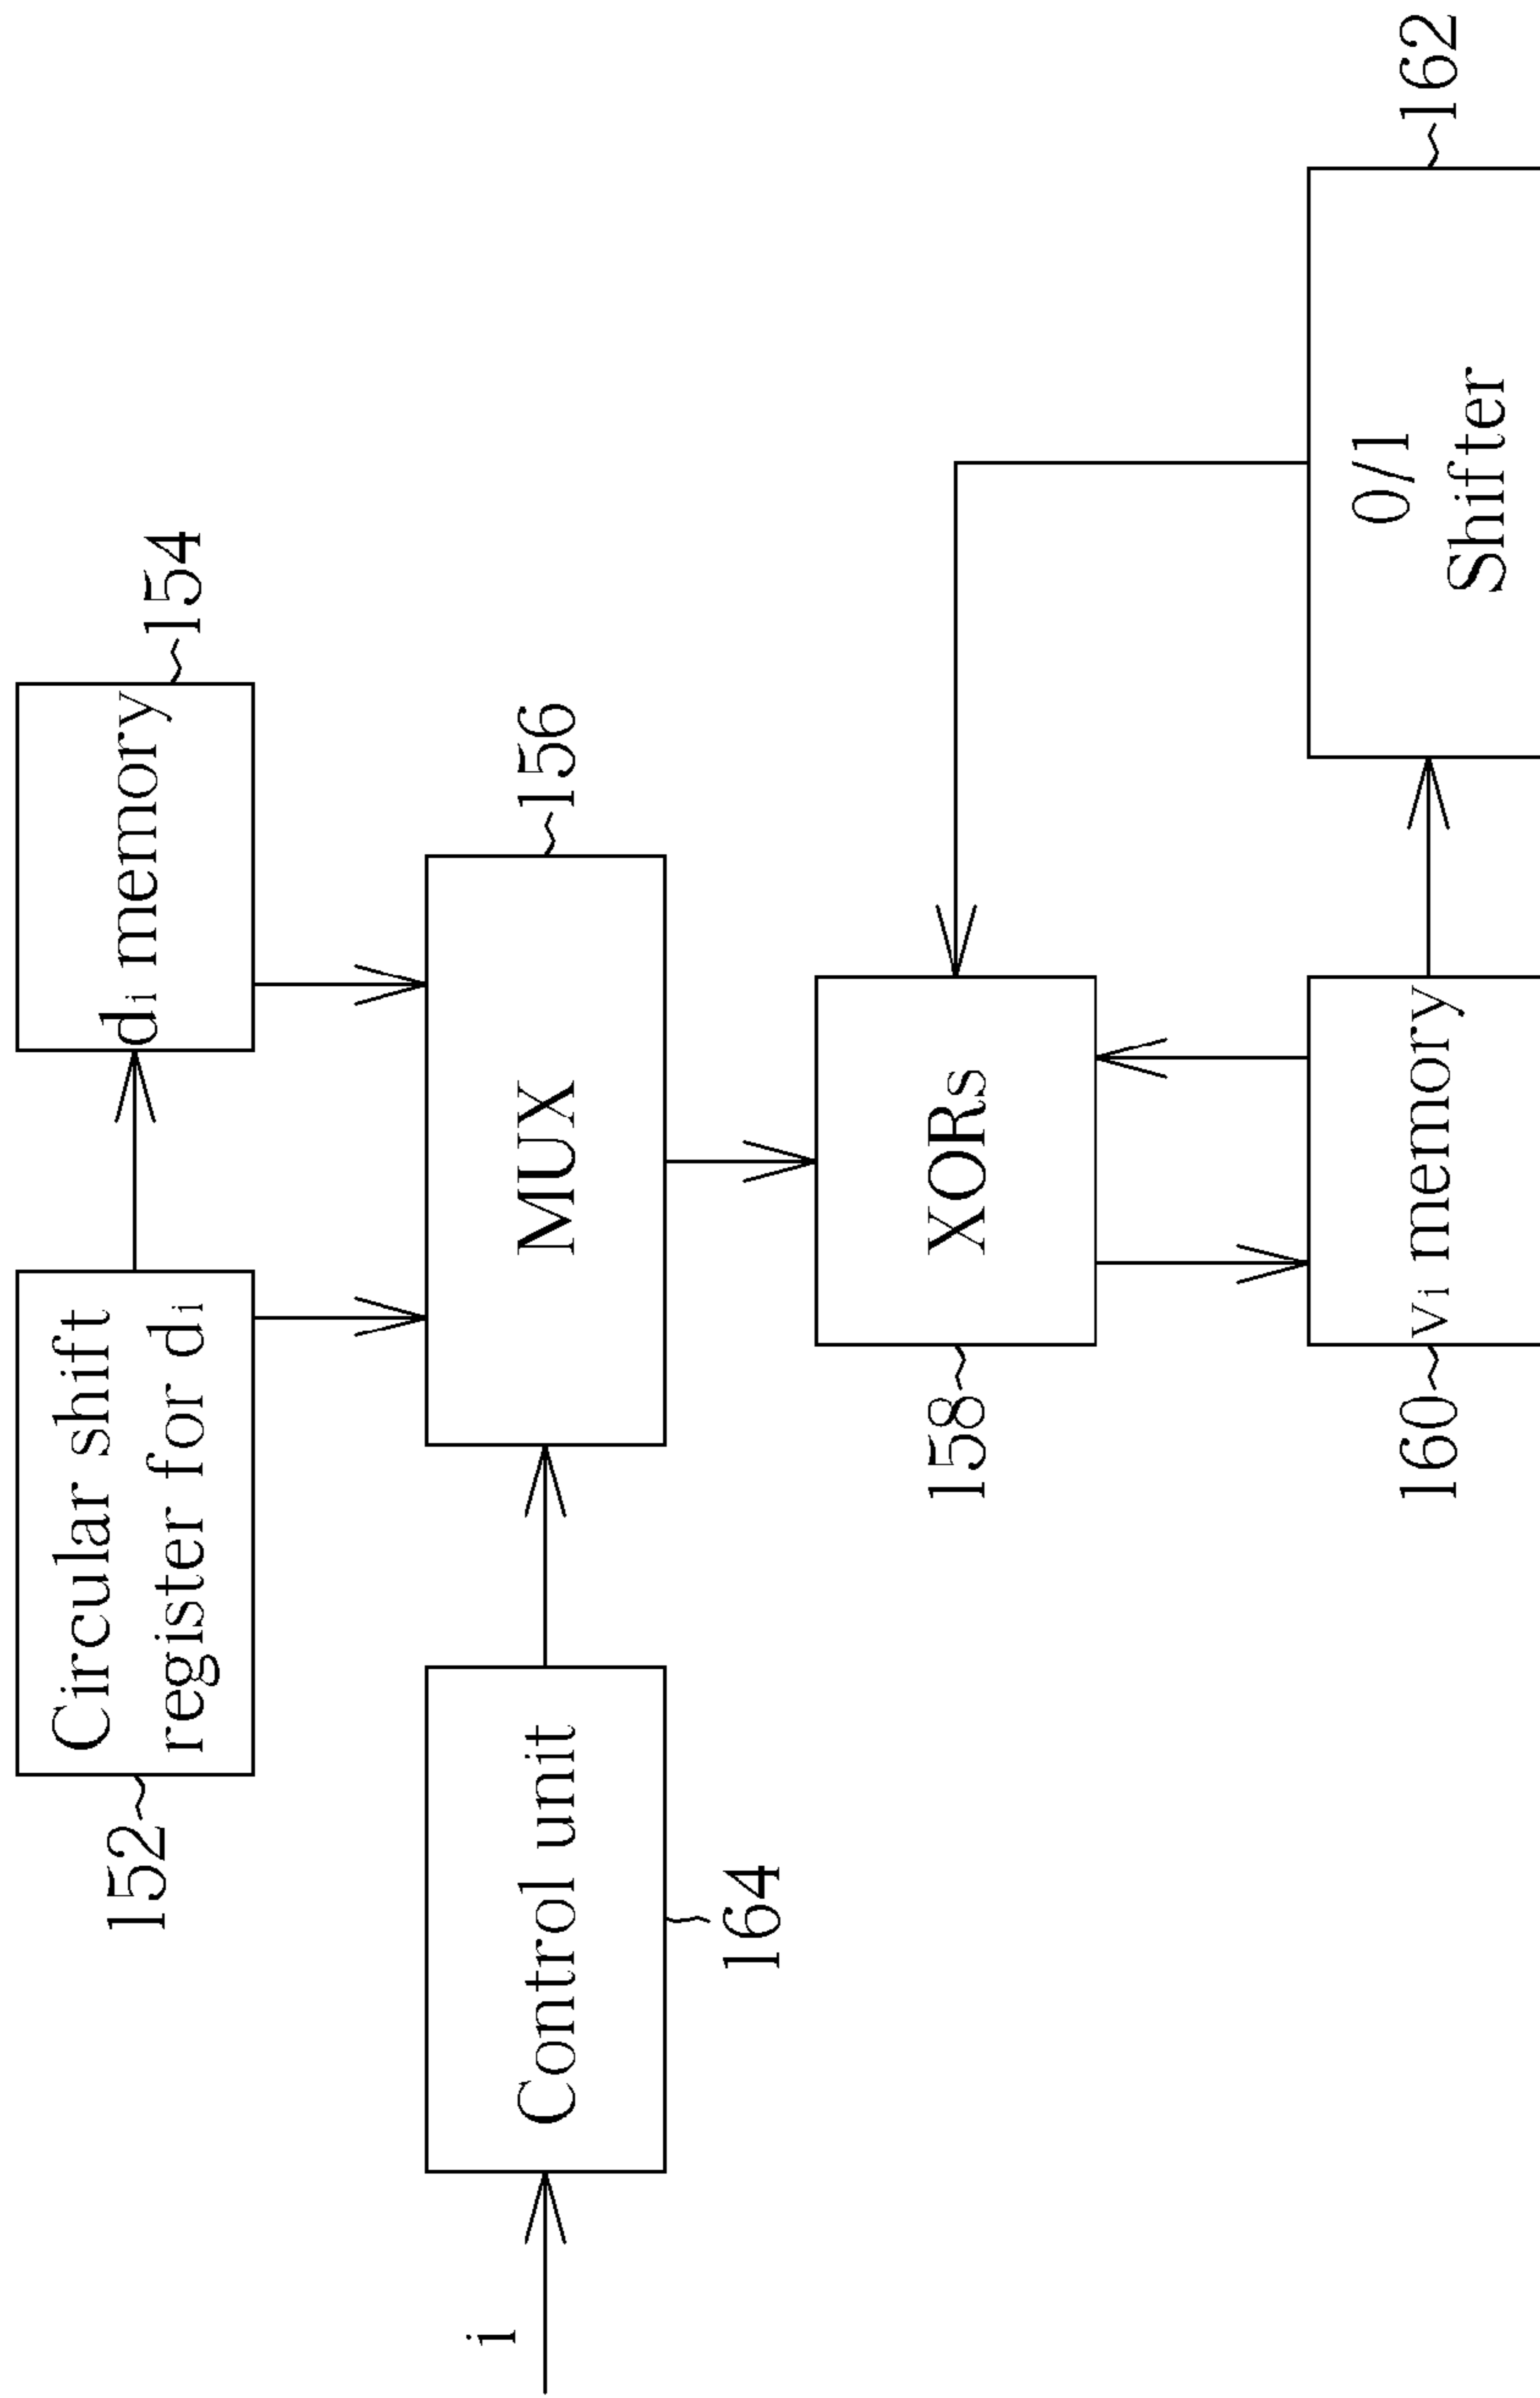 152
Circular shift
register for di
di memory
154
i
Control unit
164
MUX
156
158
XORs
160
vi memory
0/1
Shifter
162